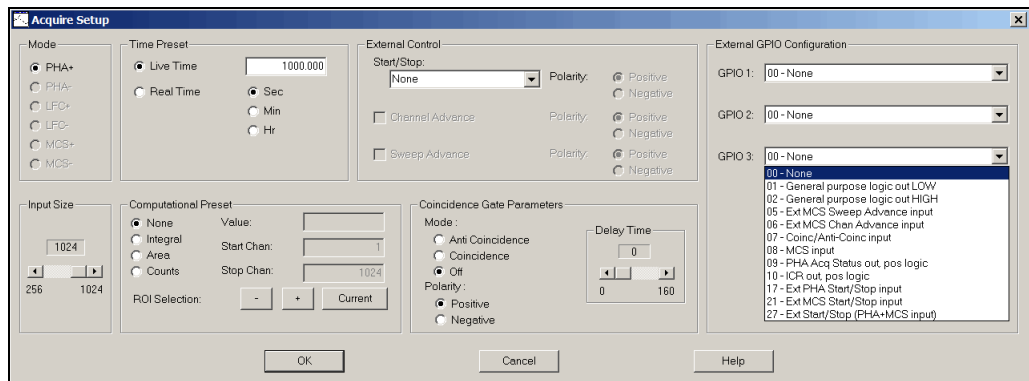 Acquire Setup
Mode
PHA+
PHA-
LFC+
LFC-
MCS+
MCS-
Time Preset
Live Time
1000.000
Real Time
Sec
Min
Hr
External Control
Start/Stop:
None
Polarity:
Positive
Negative
Channel Advance
Polarity:
Positive
Negative
Sweep Advance
Polarity:
Positive
Negative
External GPIO Configuration
GPIO 1:
00 - None
GPIO 2:
00 - None
GPIO 3:
00 - None
00 - None
01 - General purpose logic out LOW
02 - General purpose logic out HIGH
05 - Ext MCS Sweep Advance input
06 - Ext MCS Chan Advance input
07 - Coinc/Anti-Coinc input
08 - MCS input
09 - PHA Acq Status out, pos logic
10 - ICR out, pos logic
17 - Ext PHA Start/Stop input
21 - Ext MCS Start/Stop input
27 - Ext Start/Stop (PHA+MCS input)
Input Size
1024
256
1024
Computational Preset
None
Integral
Area
Counts
Value:
Start Chan:
1
Stop Chan:
1024
ROI Selection:
-
+
Current
Coincidence Gate Parameters
Mode :
Anti Coincidence
Coincidence
Off
Polarity :
Positive
Negative
Delay Time
0
0
160
OK
Cancel
Help